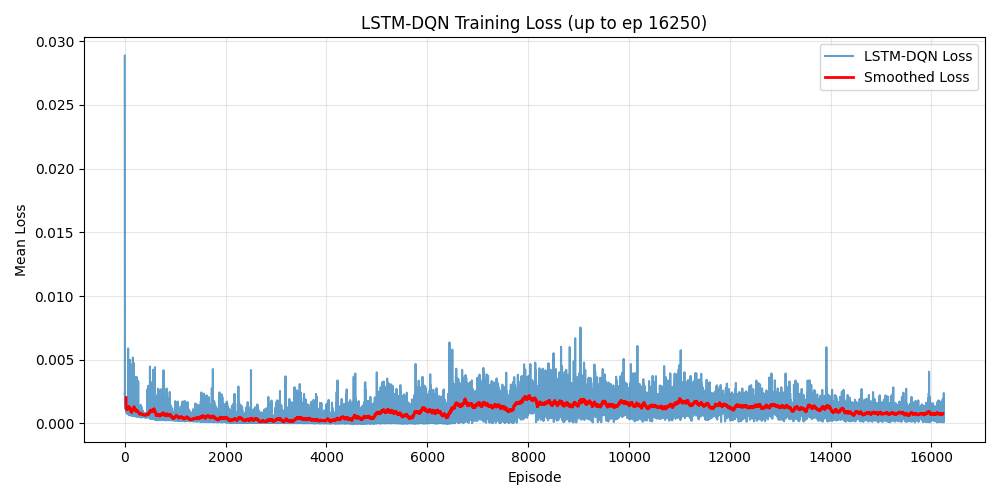 LSTM-DQN Training Loss (up to ep 16250)
LSTM-DQN Loss
Smoothed Loss
Mean Loss
0.030
0.025
0.020
0.015
0.010
0.005
0.000
0 2000 4000 6000 8000 10000 12000 14000 16000
Episode